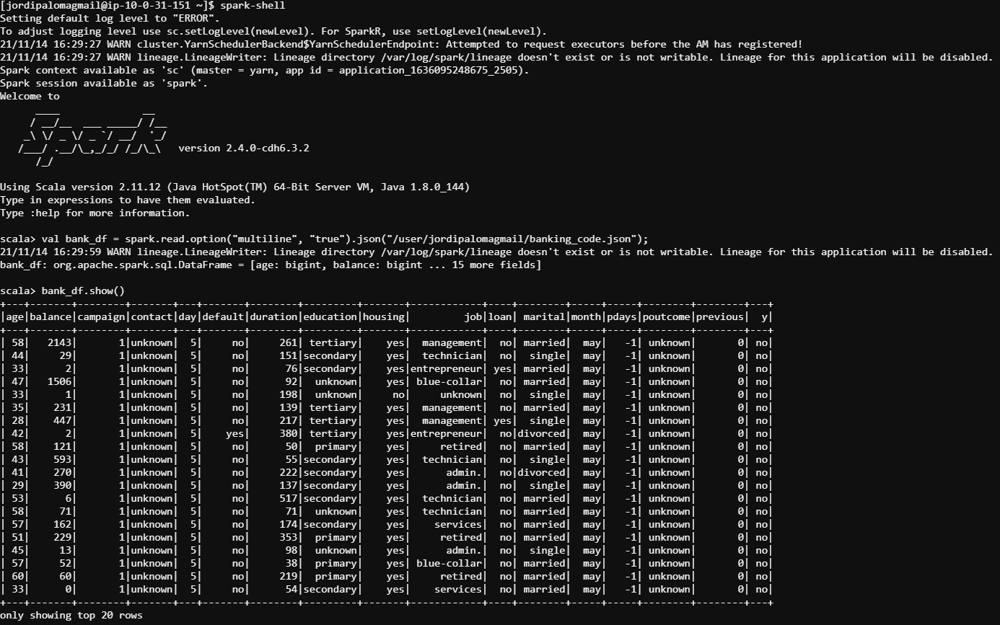 [jordipalomagmail@ip-10-0-31-151 ~]$ spark-shell
Setting default log level to "ERROR".
To adjust logging level use sc.setLogLevel(newLevel). For SparkR, use setLogLevel(newLevel).
21/11/14 16:29:27 WARN cluster.YarnSchedulerBackend$YarnSchedulerEndpoint: Attempted to request executors before the AM has registered!
21/11/14 16:29:27 WARN lineage.LineageWriter: Lineage directory /var/log/spark/lineage doesn't exist or is not writable. Lineage for this application will be disabled.
Spark context available as 'sc' (master = yarn, app id = application_1636095248675_2505).
Spark session available as 'spark'.
Welcome to
      ____              __
     / __/__  ___ _____/ /__
    _\ \/ _ \/ _ `/ __/  '_/
   /___/ .__/\_,_/_/ /_/\_\   version 2.4.0-cdh6.3.2
      /_/

Using Scala version 2.11.12 (Java HotSpot(TM) 64-Bit Server VM, Java 1.8.0_144)
Type in expressions to have them evaluated.
Type :help for more information.

scala> val bank_df = spark.read.option("multiline", "true").json("/user/jordipalomagmail/banking_code.json");
21/11/14 16:29:59 WARN lineage.LineageWriter: Lineage directory /var/log/spark/lineage doesn't exist or is not writable. Lineage for this application will be disabled.
bank_df: org.apache.spark.sql.DataFrame = [age: bigint, balance: bigint ... 15 more fields]

scala> bank_df.show()
+---+-------+--------+-------+---+-------+--------+---------+-------+------------+----+--------+-----+-----+--------+--------+---+
|age|balance|campaign|contact|day|default|duration|education|housing|         job|loan| marital|month|pdays|poutcome|previous|  y|
+---+-------+--------+-------+---+-------+--------+---------+-------+------------+----+--------+-----+-----+--------+--------+---+
| 58|   2143|       1|unknown|  5|     no|     261| tertiary|    yes|  management|  no| married|  may|   -1| unknown|       0| no|
| 44|     29|       1|unknown|  5|     no|     151|secondary|    yes|  technician|  no|  single|  may|   -1| unknown|       0| no|
| 33|      2|       1|unknown|  5|     no|      76|secondary|    yes|entrepreneur| yes| married|  may|   -1| unknown|       0| no|
| 47|   1506|       1|unknown|  5|     no|      92|  unknown|    yes| blue-collar|  no| married|  may|   -1| unknown|       0| no|
| 33|      1|       1|unknown|  5|     no|     198|  unknown|     no|     unknown|  no|  single|  may|   -1| unknown|       0| no|
| 35|    231|       1|unknown|  5|     no|     139| tertiary|    yes|  management|  no| married|  may|   -1| unknown|       0| no|
| 28|    447|       1|unknown|  5|     no|     217| tertiary|    yes|  management| yes|  single|  may|   -1| unknown|       0| no|
| 42|      2|       1|unknown|  5|    yes|     380| tertiary|    yes|entrepreneur|  no|divorced|  may|   -1| unknown|       0| no|
| 58|    121|       1|unknown|  5|     no|      50|  primary|    yes|     retired|  no| married|  may|   -1| unknown|       0| no|
| 43|    593|       1|unknown|  5|     no|      55|secondary|    yes|  technician|  no|  single|  may|   -1| unknown|       0| no|
| 41|    270|       1|unknown|  5|     no|     222|secondary|    yes|      admin.|  no|divorced|  may|   -1| unknown|       0| no|
| 29|    390|       1|unknown|  5|     no|     137|secondary|    yes|      admin.|  no|  single|  may|   -1| unknown|       0| no|
| 53|      6|       1|unknown|  5|     no|     517|secondary|    yes|  technician|  no| married|  may|   -1| unknown|       0| no|
| 58|     71|       1|unknown|  5|     no|      71|  unknown|    yes|  technician|  no| married|  may|   -1| unknown|       0| no|
| 57|    162|       1|unknown|  5|     no|     174|secondary|    yes|    services|  no| married|  may|   -1| unknown|       0| no|
| 51|    229|       1|unknown|  5|     no|     353|  primary|    yes|     retired|  no| married|  may|   -1| unknown|       0| no|
| 45|     13|       1|unknown|  5|     no|      98|  unknown|    yes|      admin.|  no|  single|  may|   -1| unknown|       0| no|
| 57|     52|       1|unknown|  5|     no|      38|  primary|    yes| blue-collar|  no| married|  may|   -1| unknown|       0| no|
| 60|     60|       1|unknown|  5|     no|     219|  primary|    yes|     retired|  no| married|  may|   -1| unknown|       0| no|
| 33|      0|       1|unknown|  5|     no|      54|secondary|    yes|    services|  no| married|  may|   -1| unknown|       0| no|
+---+-------+--------+-------+---+-------+--------+---------+-------+------------+----+--------+-----+-----+--------+--------+---+
only showing top 20 rows